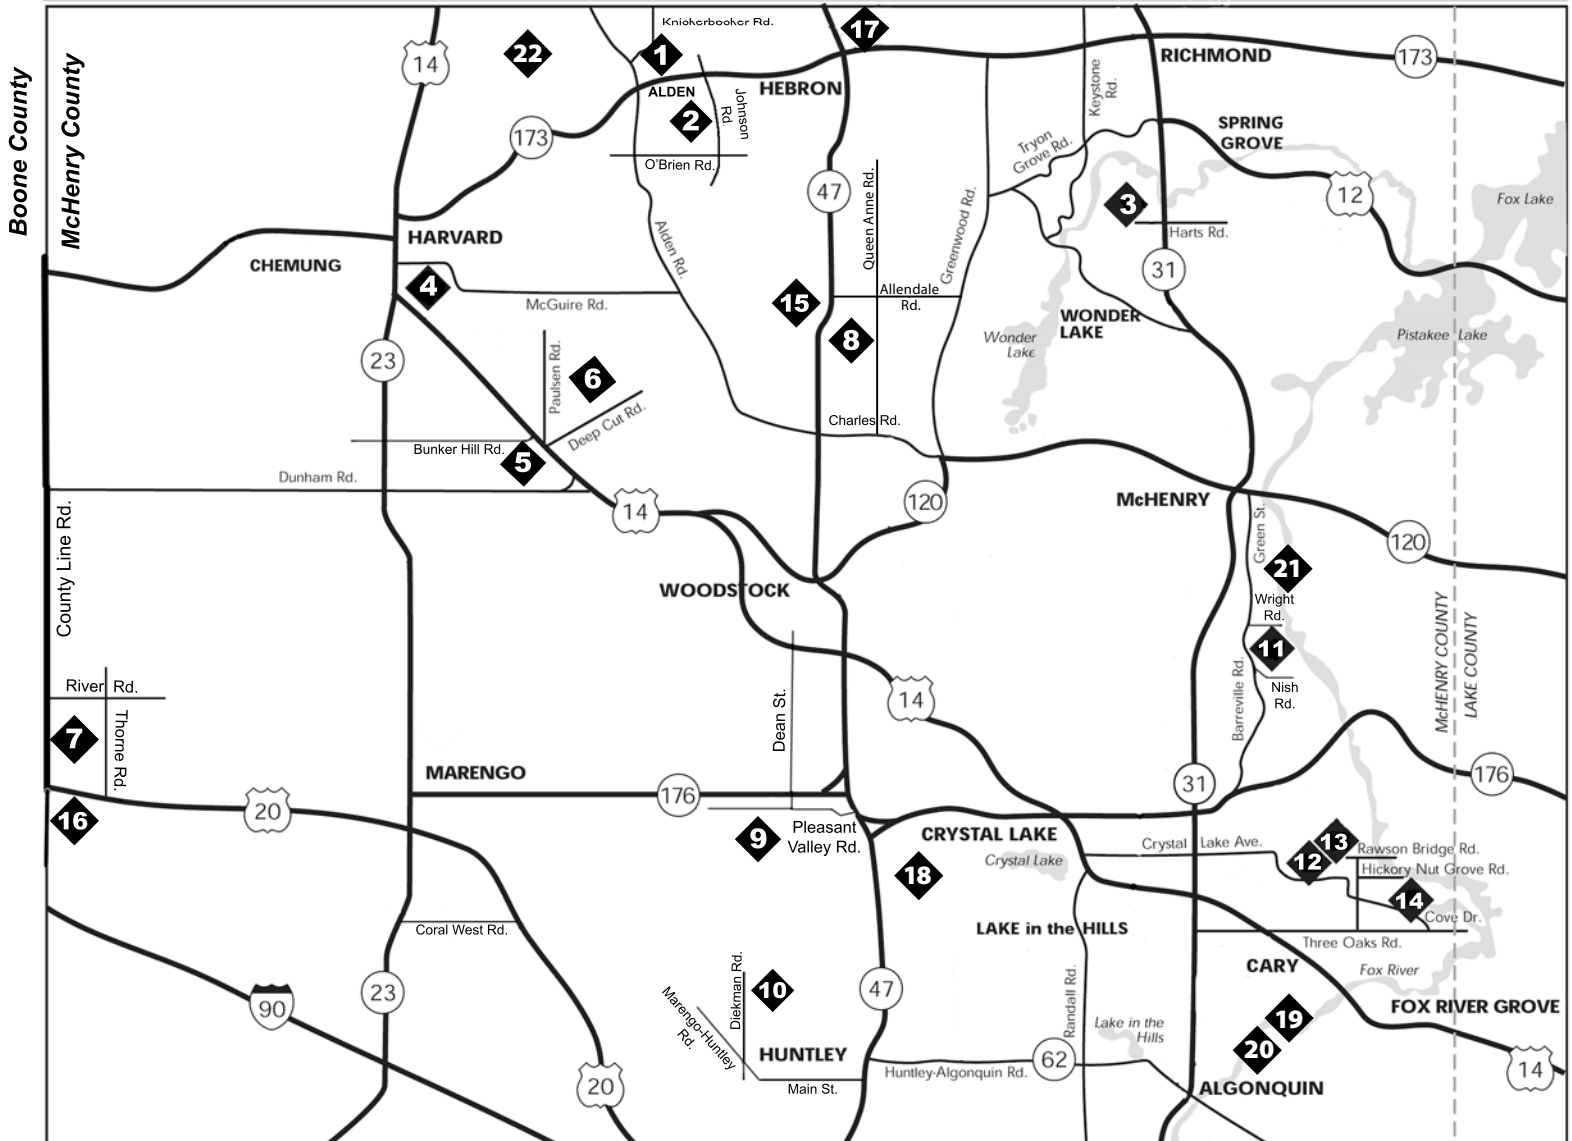 Knickerbocker Rd.
17
RICHMOND
173
14
22
1
ALDEN
HEBRON
Keystone
Rd.
Boone County
McHenry County
2
Johnson
Rd
173
O'Brien Rd.
Tryon
Grove Rd.
SPRING
GROVE
12
Fox Lake
47
Queen Anne Rd.
Greenwood Rd.
3
Harts Rd.
HARVARD
CHEMUNG
Alden Rd.
31
4
McGuire Rd.
15
Allendale
Rd.
WONDER
LAKE
Wonder
Lake
Pistakee Lake
8
23
Paulsen Rd.
6
Deep Cut Rd.
Charles Rd.
Bunker Hill Rd.
5
Dunham Rd.
14
120
McHENRY
Green St.
120
County Line Rd.
21
WOODSTOCK
Wright
Rd.
McHENRY COUNTY
LAKE COUNTY
11
River Rd.
Thorne Rd.
7
Dean St.
14
Barreville Rd.
Nish
Rd.
MARENGO
176
31
176
20
16
9
Pleasant
Valley Rd.
CRYSTAL LAKE
Crystal Lake
Crystal Lake Ave.
13
12
Rawson Bridge Rd.
Hickory Nut Grove Rd.
18
14
Cove Dr.
Coral West Rd.
LAKE in the HILLS
Three Oaks Rd.
CARY
Fox River
90
23
Marengo-Huntley
Rd.
Diekman Rd.
10
47
Randall Rd.
Lake in the
Hills
FOX RIVER GROVE
19
20
HUNTLEY
62
Huntley-Algonquin Rd.
14
20
Main St.
ALGONQUIN